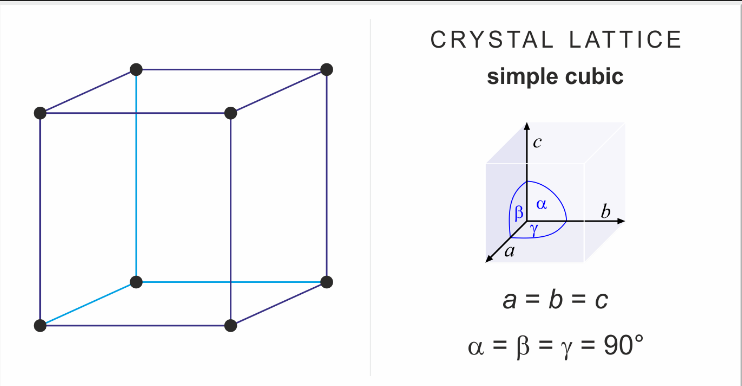 CRYSTAL LATTICE
simple cubic
c
β α
b
γ
a
a = b = c
α = β = γ = 90°